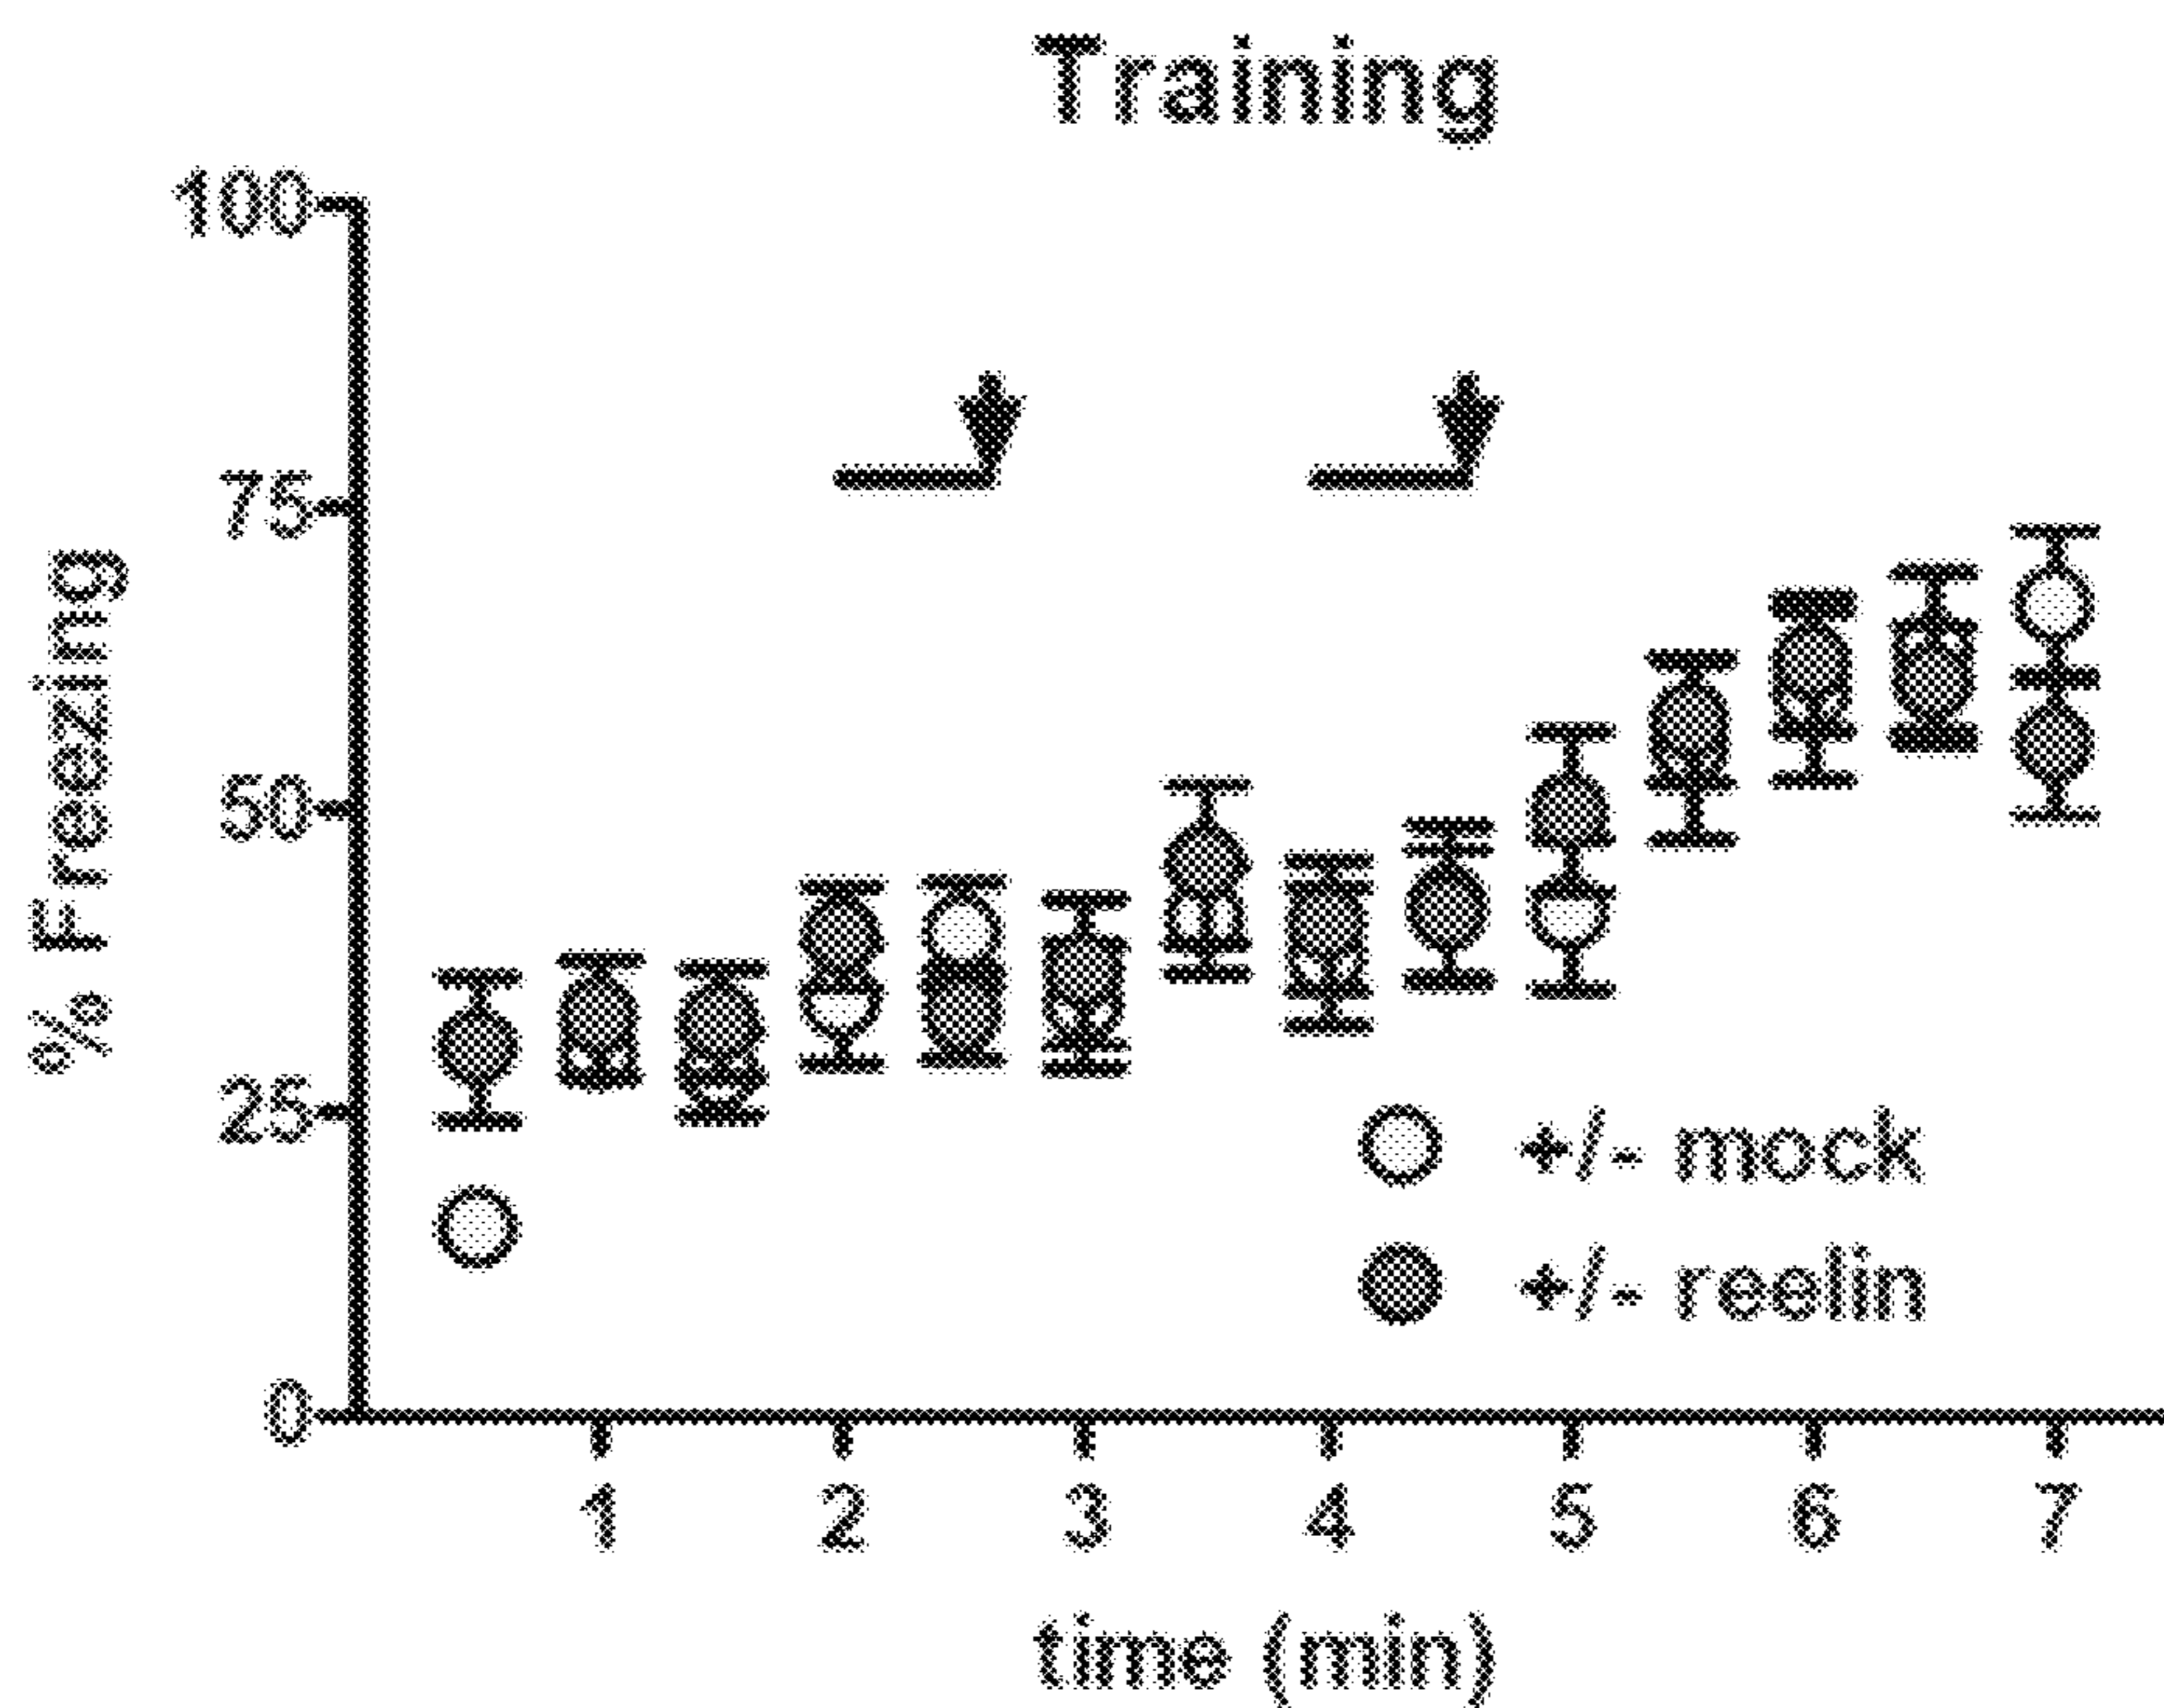 Training
100
75
50
25
0
% Freezing
+/- mock
+/- reelin
1 2 3 4 5 6 7
time (min)